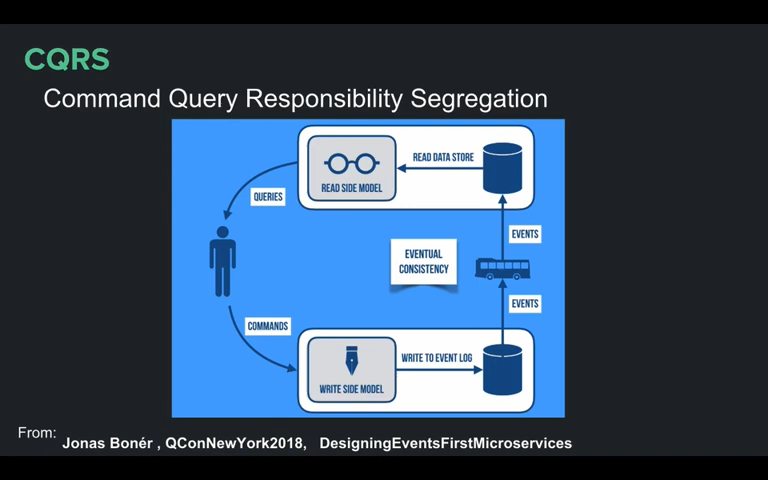 CQRS
Command Query Responsibility Segregation
READ DATA STORE
READ SIDE MODEL
QUERIES
EVENTS
EVENTUAL
CONSISTENCY
EVENTS
COMMANDS
WRITE TO EVENT LOG
WRITE SIDE MODEL
From:
Jonas Bonér , QConNewYork2018, DesigningEventsFirstMicroservices